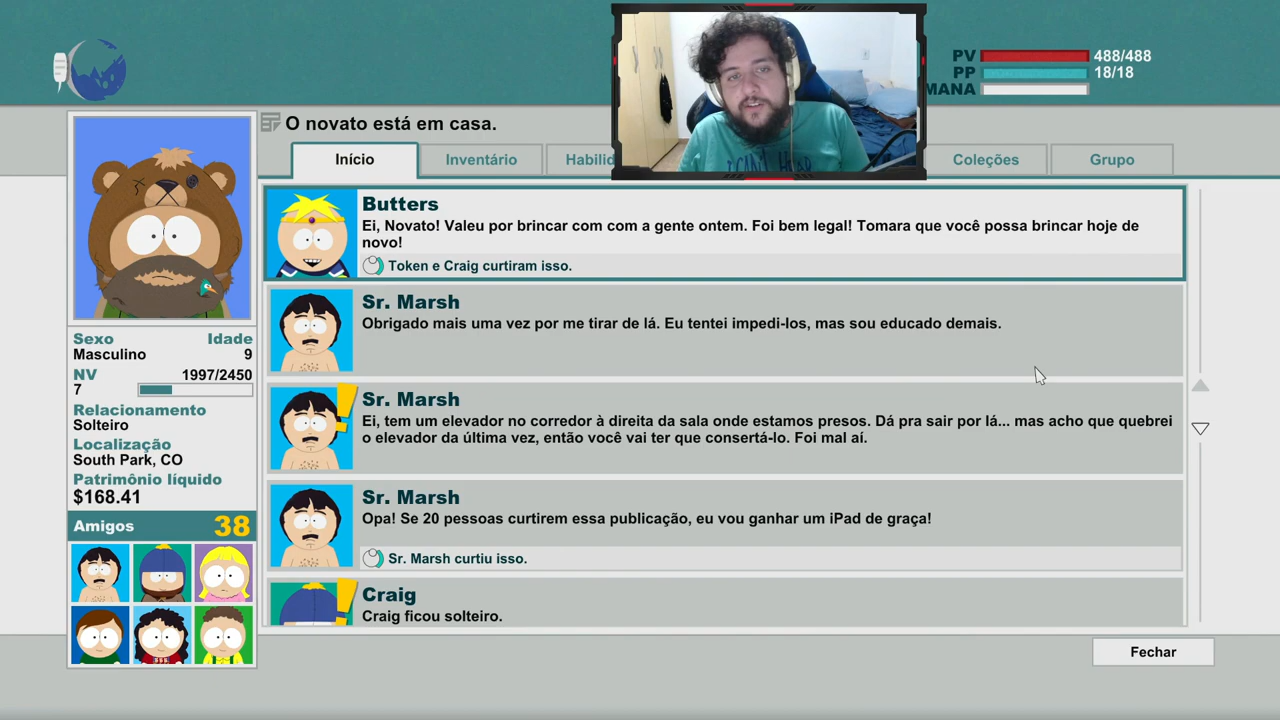 PV 488/488
PP 18/18
MANA
O novato está em casa.
Início
Inventário
Habilid
Coleções
Grupo
Butters
Ei, Novato! Valeu por brincar com com a gente ontem. Foi bem legal! Tomara que você possa brincar hoje de
novo!
Token e Craig curtiram isso.
Sr. Marsh
Obrigado mais uma vez por me tirar de lá. Eu tentei impedi-los, mas sou educado demais.
Sr. Marsh
Ei, tem um elevador no corredor à direita da sala onde estamos presos. Dá pra sair por lá... mas acho que quebrei
o elevador da última vez, então você vai ter que consertá-lo. Foi mal aí.
Sr. Marsh
Opa! Se 20 pessoas curtirem essa publicação, eu vou ganhar um iPad de graça!
Sr. Marsh curtiu isso.
Craig
Craig ficou solteiro.
Sexo Idade
Masculino 9
NV 1997/2450
7
Relacionamento
Solteiro
Localização
South Park, CO
Patrimônio líquido
$168.41
Amigos 38
Fechar